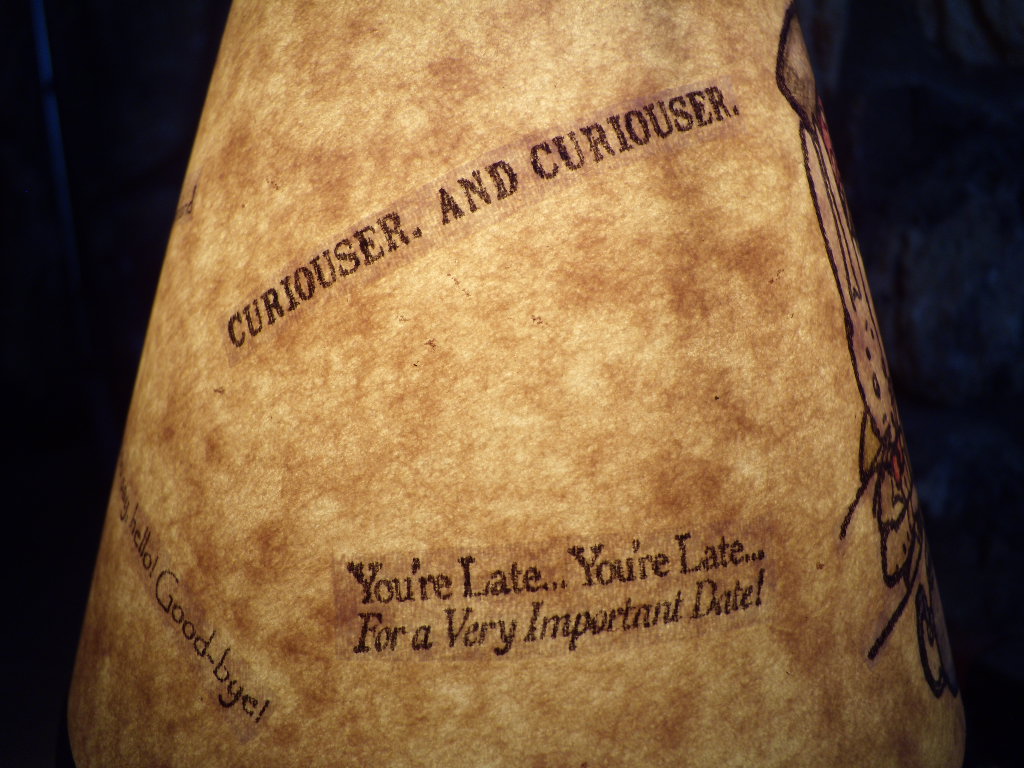 CURIOUSER. AND CURIOUSER.
hello! Good-bye!
You're Late... You're Late...
For a Very Important Date!